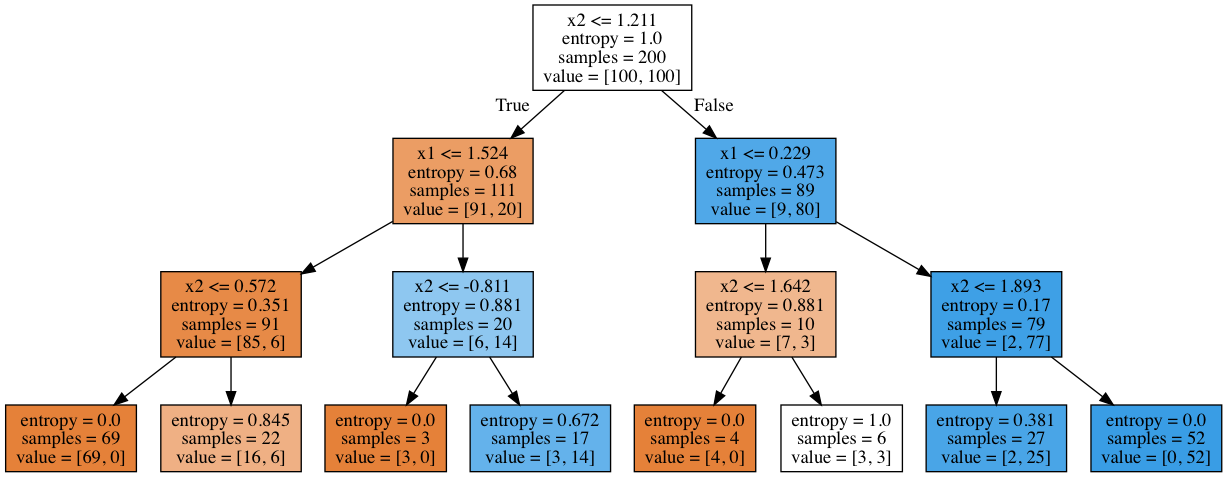 x2 <= 1.211
entropy = 1.0
samples = 200
value = [100, 100]
True
False
x1 <= 1.524
entropy = 0.68
samples = 111
value = [91, 20]
x1 <= 0.229
entropy = 0.473
samples = 89
value = [9, 80]
x2 <= 0.572
entropy = 0.351
samples = 91
value = [85, 6]
x2 <= -0.811
entropy = 0.881
samples = 20
value = [6, 14]
x2 <= 1.642
entropy = 0.881
samples = 10
value = [7, 3]
x2 <= 1.893
entropy = 0.17
samples = 79
value = [2, 77]
entropy = 0.0
samples = 69
value = [69, 0]
entropy = 0.845
samples = 22
value = [16, 6]
entropy = 0.0
samples = 3
value = [3, 0]
entropy = 0.672
samples = 17
value = [3, 14]
entropy = 0.0
samples = 4
value = [4, 0]
entropy = 1.0
samples = 6
value = [3, 3]
entropy = 0.381
samples = 27
value = [2, 25]
entropy = 0.0
samples = 52
value = [0, 52]